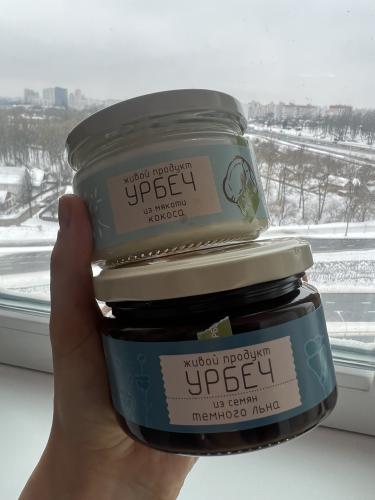 живой продукт
УРБЕЧ
из мякоти
кокоса
живой продукт
УРБЕЧ
из семян
темного льна